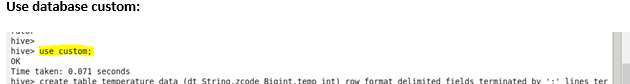 Use database custom:
hive>
hive> use custom;
OK
Time taken: 0.071 seconds
hive> create table temperature_data (dt String,zcode Bigint,temp int) row format delimited fields terminated by ':' lines ter